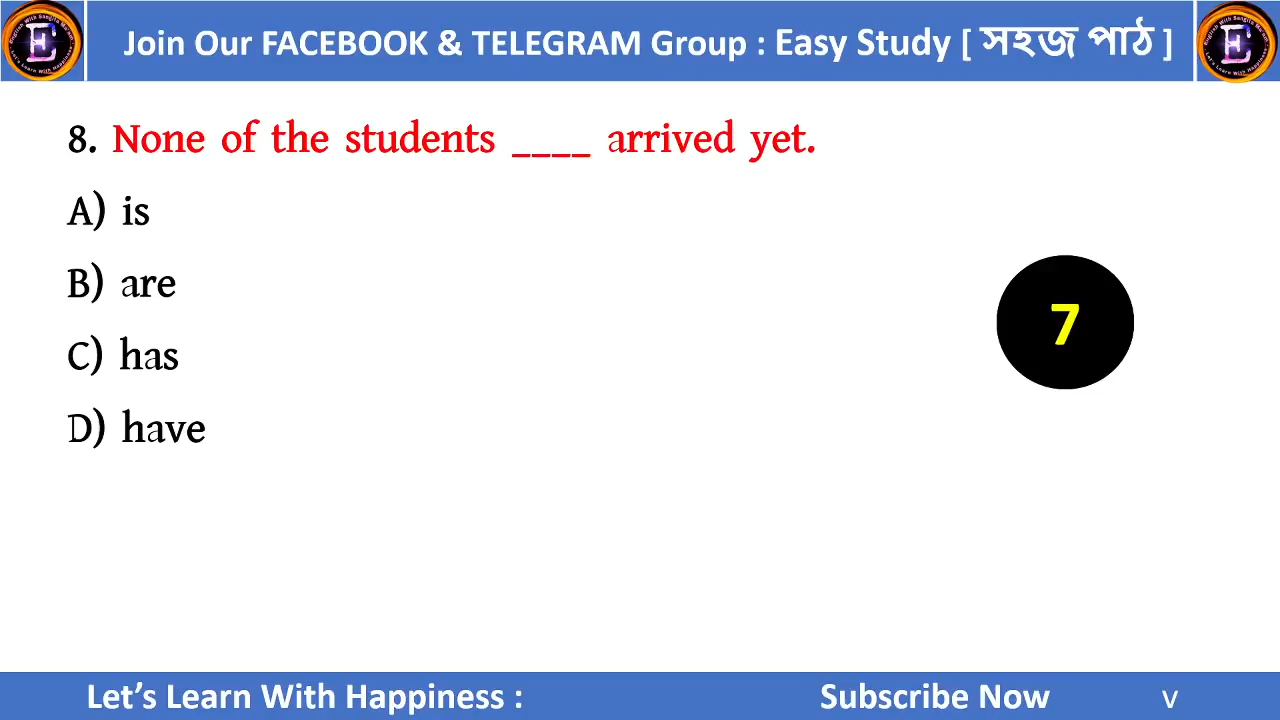 Join Our FACEBOOK & TELEGRAM Group : Easy Study [ সহজ পাঠ ]
8. None of the students ____ arrived yet.
A) is
B) are
C) has
D) have
7
Let’s Learn With Happiness :
Subscribe Now
v